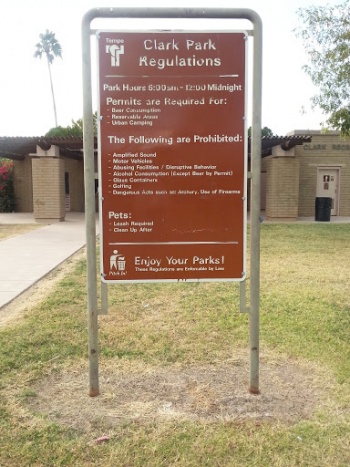 Tempe
Clark Park
Regulations
Park Hours 6:00am - 12:00 Midnight
Permits are Required For:
- Beer Consumption
- Reservable Areas
- Urban Camping
The Following are Prohibited:
- Amplified Sound
- Motor Vehicles
- Abusing Facilities / Disruptive Behavior
- Alcohol Consumption (Except Beer by Permit)
- Glass Containers
- Golfing
- Dangerous Acts such as: Archery, Use of Firearms
Pets:
- Leash Required
- Clean Up After
Enjoy Your Parks!
These Regulations are Enforceable by Law
Pitch In!
CLARK